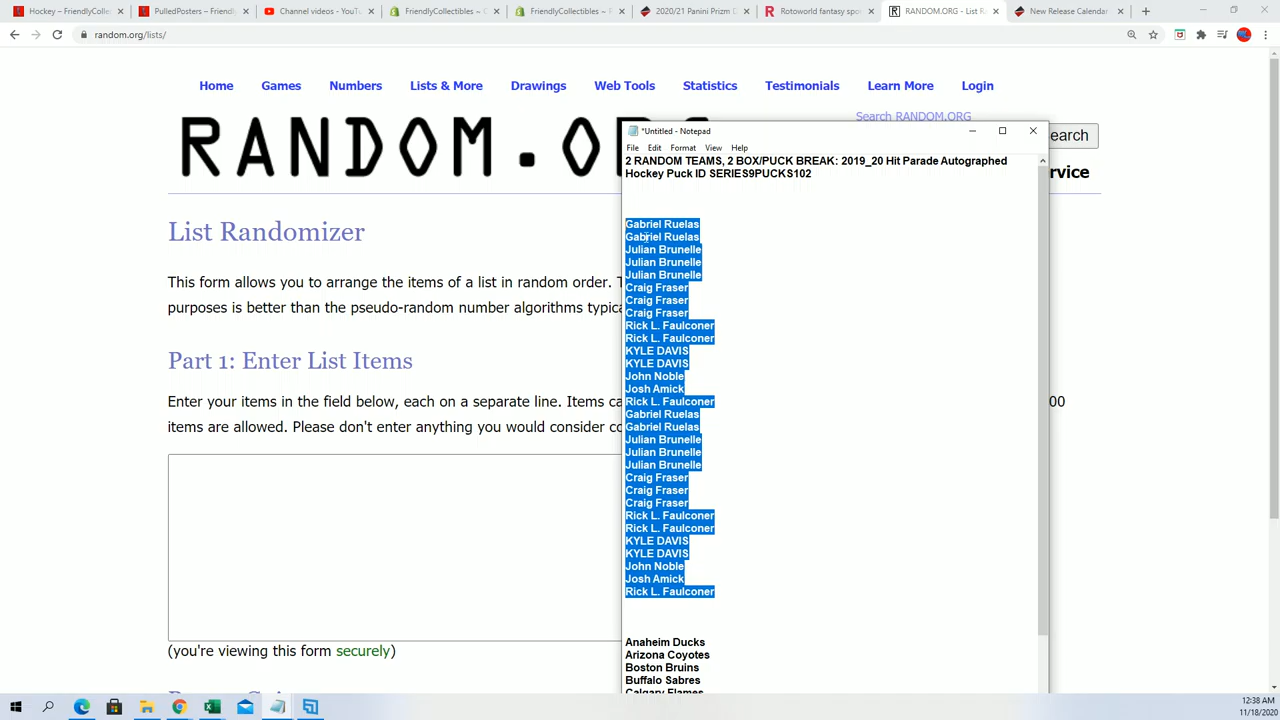 Hockey – FriendlyCollec
PulledPosters – Friendly
Channel videos - YouTu
FriendlyCollectibles ~ C
FriendlyCollectibles ~ F
2020/21 Panini Prizm D
Rotoworld fantasy spo
RANDOM.ORG - List R
New Release Calendar
random.org/lists/
Home
Games
Numbers
Lists & More
Drawings
Web Tools
Statistics
Testimonials
Learn More
Login
Search RANDOM.ORG
earch
RANDOM.O
rvice
List Randomizer
This form allows you to arrange the items of a list in random order. T
purposes is better than the pseudo-random number algorithms typic
Part 1: Enter List Items
Enter your items in the field below, each on a separate line. Items ca
00
items are allowed. Please don't enter anything you would consider co
(you're viewing this form securely)
*Untitled - Notepad
File Edit Format View Help
2 RANDOM TEAMS, 2 BOX/PUCK BREAK: 2019_20 Hit Parade Autographed
Hockey Puck ID SERIES9PUCKS102
Gabriel Ruelas
Gabriel Ruelas
Julian Brunelle
Julian Brunelle
Julian Brunelle
Craig Fraser
Craig Fraser
Craig Fraser
Rick L. Faulconer
Rick L. Faulconer
KYLE DAVIS
KYLE DAVIS
John Noble
Josh Amick
Rick L. Faulconer
Gabriel Ruelas
Gabriel Ruelas
Julian Brunelle
Julian Brunelle
Julian Brunelle
Craig Fraser
Craig Fraser
Craig Fraser
Rick L. Faulconer
Rick L. Faulconer
KYLE DAVIS
KYLE DAVIS
John Noble
Josh Amick
Rick L. Faulconer
Anaheim Ducks
Arizona Coyotes
Boston Bruins
Buffalo Sabres
Calgary Flames
12:38 AM
11/18/2020